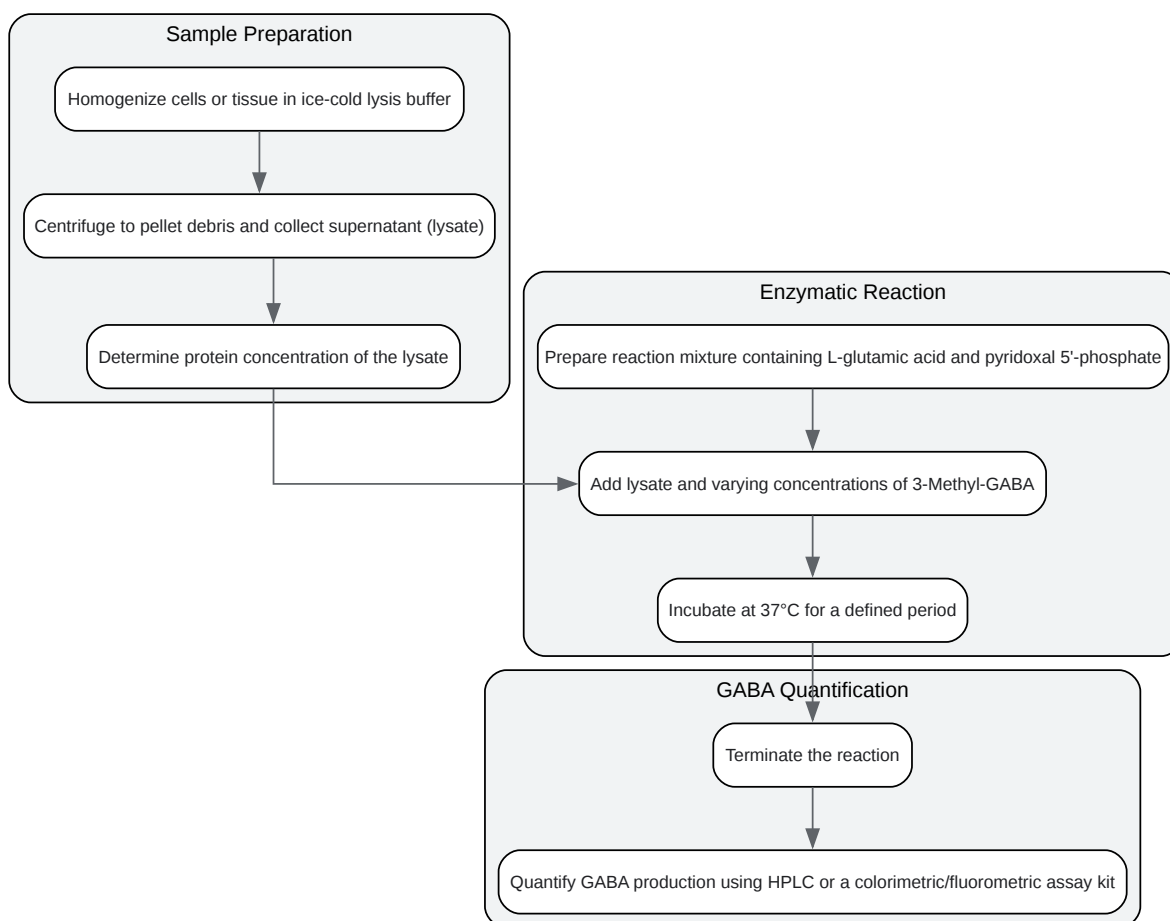 Sample Preparation
Homogenize cells or tissue in ice-cold lysis buffer
Centrifuge to pellet debris and collect supernatant (lysate)
Determine protein concentration of the lysate
Enzymatic Reaction
Prepare reaction mixture containing L-glutamic acid and pyridoxal 5'-phosphate
Add lysate and varying concentrations of 3-Methyl-GABA
Incubate at 37°C for a defined period
GABA Quantification
Terminate the reaction
Quantify GABA production using HPLC or a colorimetric/fluorometric assay kit